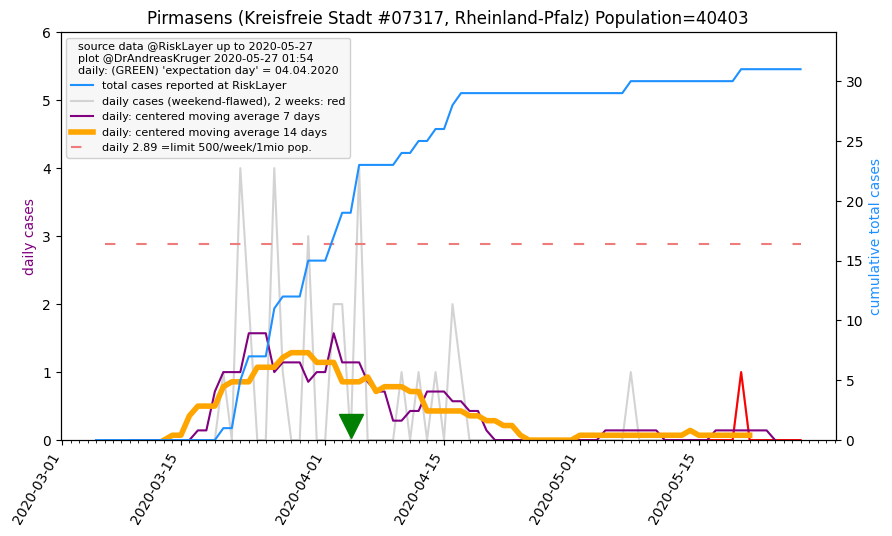 Pirmasens (Kreisfreie Stadt #07317, Rheinland-Pfalz) Population=40403
source data @RiskLayer up to 2020-05-27
plot @DrAndreasKruger 2020-05-27 01:54
daily: (GREEN) 'expectation day' = 04.04.2020
total cases reported at RiskLayer
daily cases (weekend-flawed), 2 weeks: red
daily: centered moving average 7 days
daily: centered moving average 14 days
daily 2.89 =limit 500/week/1mio pop.
daily cases
6
5
4
3
2
1
0
cumulative total cases
30
25
20
15
10
5
0
2020-03-01
2020-03-15
2020-04-01
2020-04-15
2020-05-01
2020-05-15